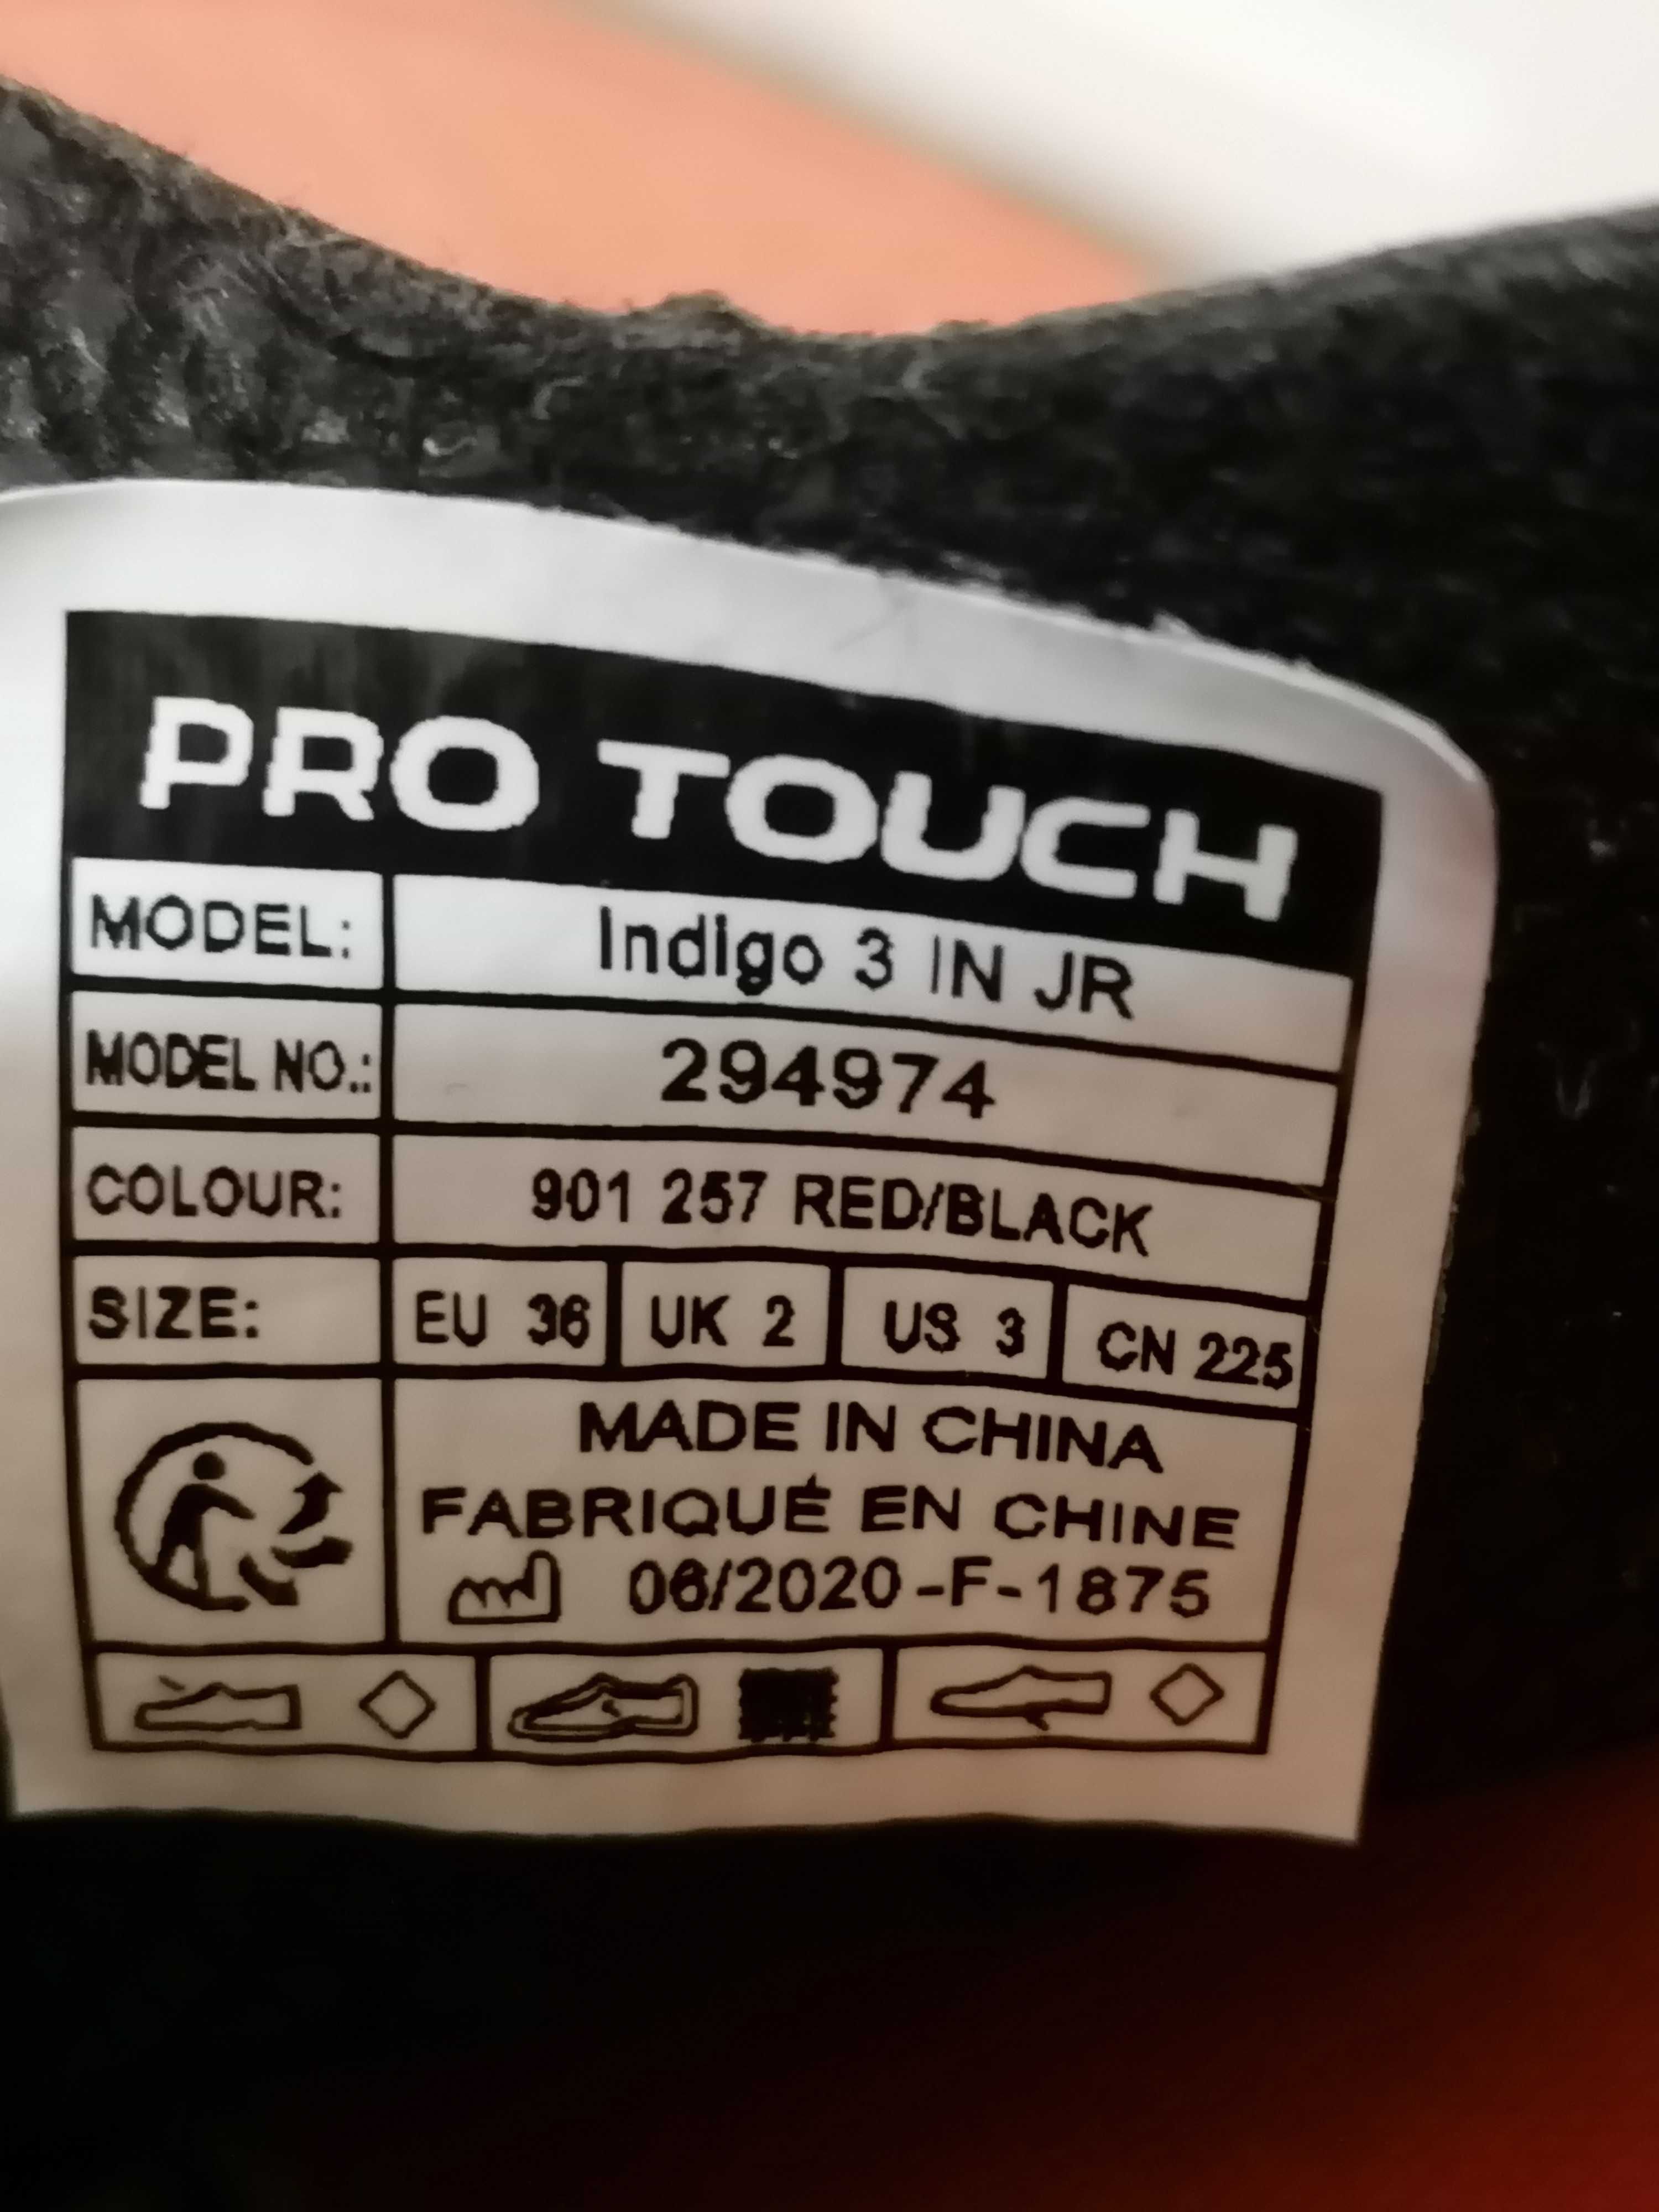 PRO TOUCH
MODEL: Indigo 3 IN JR
MODEL NO.: 294974
COLOUR: 901 257 RED/BLACK
SIZE: EU 36 UK 2 US 3 CN 225
MADE IN CHINA
FABRIQUÉ EN CHINE
06/2020-F-1875